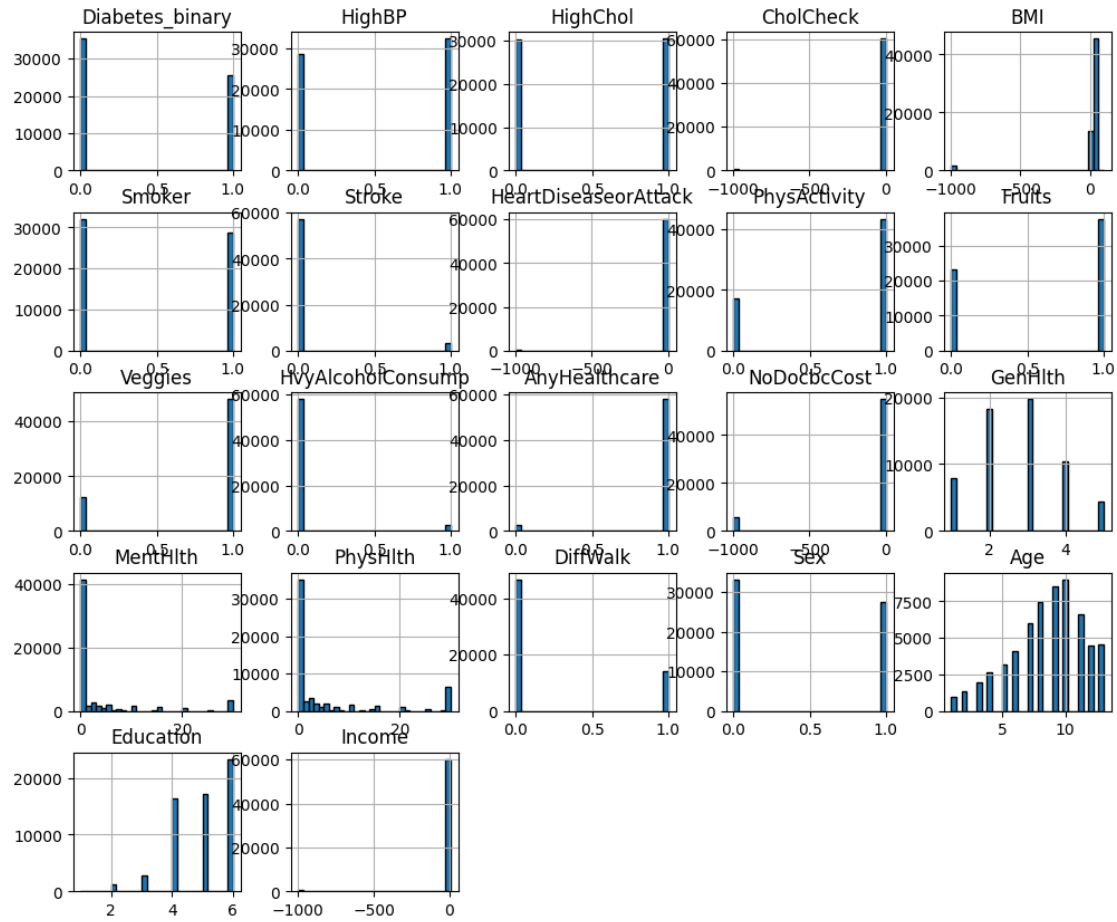 Diabetes_binary HighBP HighChol CholCheck BMI
30000 30000 30000 60000 40000
20000 20000 20000 40000
10000 10000 10000 20000 20000
0 0 0 0 0
0.0 0.5 1.0 0.0 0.5 1.0 0.0 0.5 1.0 −1000 −500 0 −1000 −500 0
Smoker Stroke HeartDiseaseorAttack PhysActivity Fruits
30000 60000 60000 40000 30000
20000 40000 40000 20000 20000
10000 20000 20000 10000
0 0 0 0 0
0.0 0.5 1.0 0.0 0.5 1.0 −1000 −500 0 0.0 0.5 1.0 0.0 0.5 1.0
Veggies HvyAlcoholConsump AnyHealthcare NoDocbcCost GenHlth
40000 60000 60000 40000 20000
20000 40000 40000 20000 10000
0 20000 20000 0 0
0 0
0.0 0.5 1.0 0.0 0.5 1.0 0.0 0.5 1.0 −1000 −500 0 2 4
MentHlth PhysHlth DiffWalk Sex Age
40000 30000 40000 30000 7500
30000 20000 20000 20000 5000
20000 10000 0 10000 2500
10000 0 0 0
0
0 20 0 20 0.0 0.5 1.0 0.0 0.5 1.0 5 10
Education Income
20000 60000
10000 40000
0 20000
0
2 4 6 −1000 −500 0